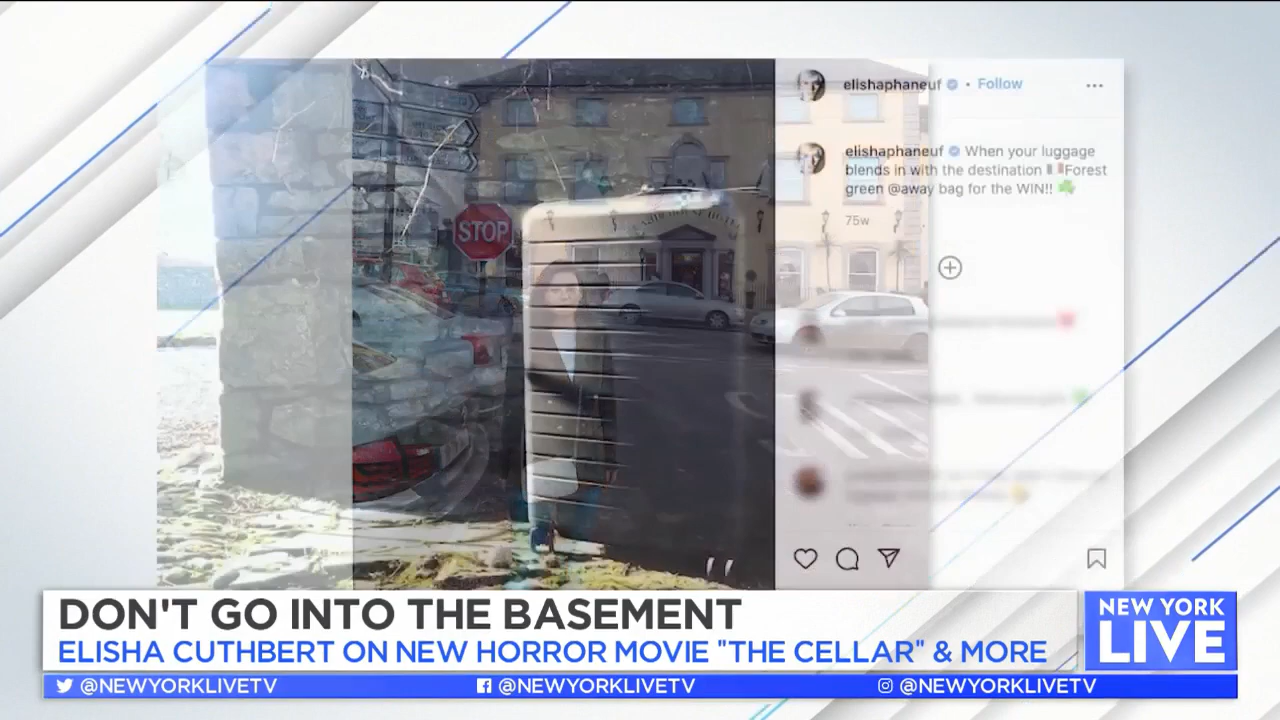 elishaphaneuf • Follow
elishaphaneuf When your luggage
blends in with the destination 🇮🇪Forest
green @away bag for the WIN!! ☘️
75w
STOP
DON'T GO INTO THE BASEMENT
ELISHA CUTHBERT ON NEW HORROR MOVIE "THE CELLAR" & MORE
NEW YORK
LIVE
@NEWYORKLIVETV
@NEWYORKLIVETV
@NEWYORKLIVETV